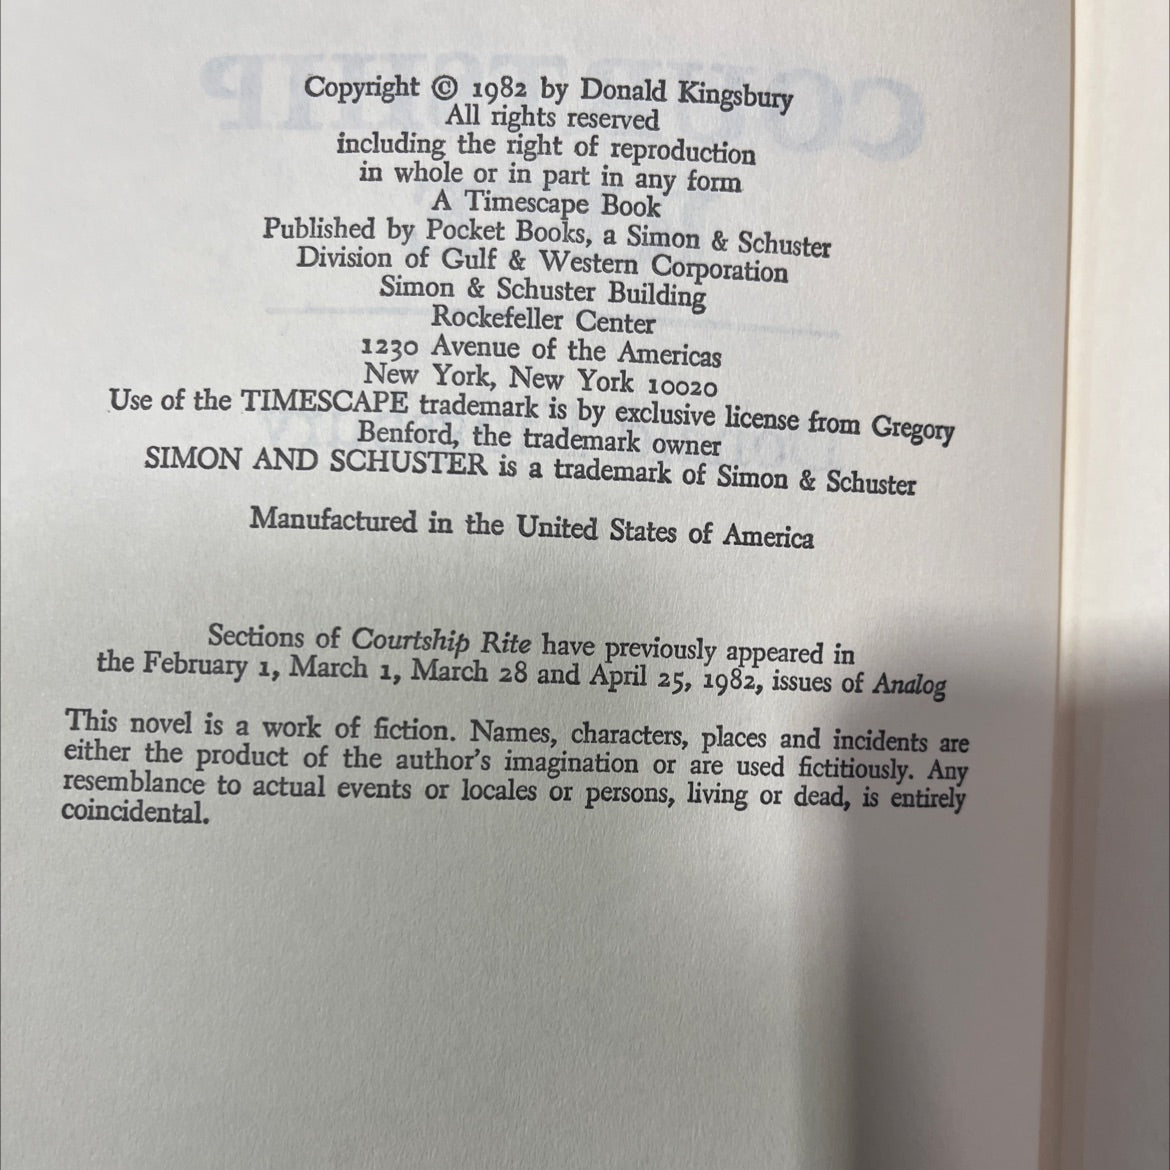 Copyright © 1982 by Donald Kingsbury
All rights reserved
including the right of reproduction
in whole or in part in any form
A Timescape Book
Published by Pocket Books, a Simon & Schuster
Division of Gulf & Western Corporation
Simon & Schuster Building
Rockefeller Center
1230 Avenue of the Americas
New York, New York 10020
Use of the TIMESCAPE trademark is by exclusive license from Gregory
Benford, the trademark owner
SIMON AND SCHUSTER is a trademark of Simon & Schuster
Manufactured in the United States of America
Sections of Courtship Rite have previously appeared in
the February 1, March 1, March 28 and April 25, 1982, issues of Analog
This novel is a work of fiction. Names, characters, places and incidents are
either the product of the author's imagination or are used fictitiously. Any
resemblance to actual events or locales or persons, living or dead, is entirely
coincidental.